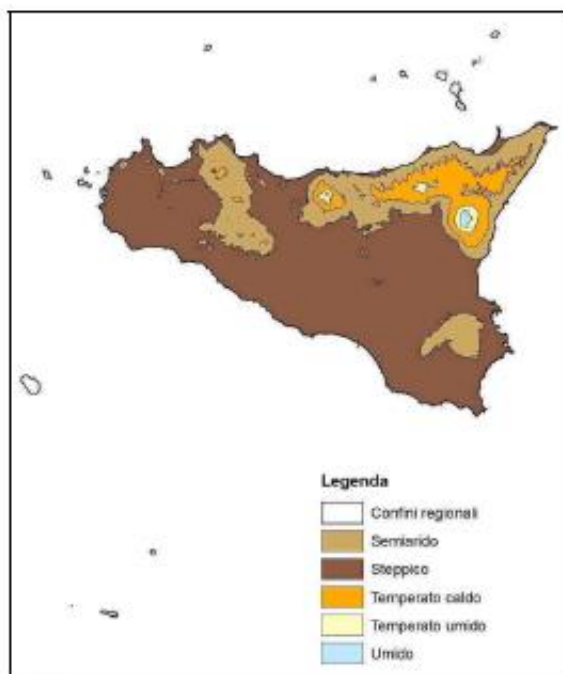 Legenda
Confini regionali
Semiarido
Steppico
Temperato caldo
Temperato umido
Umido